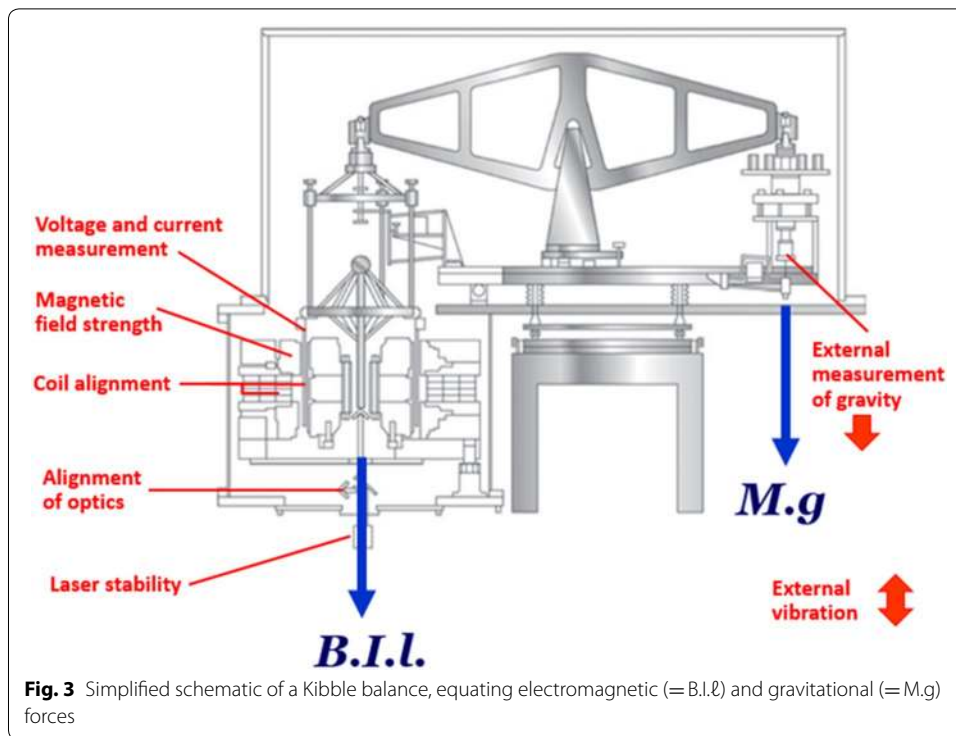 Voltage and current
measurement
Magnetic
field strength
Coil alignment
Alignment
of optics
Laser stability
B.I.l.
External
measurement
of gravity
M.g
External
vibration
Fig. 3 Simplified schematic of a Kibble balance, equating electromagnetic (=B.I.ℓ) and gravitational (=M.g)
forces